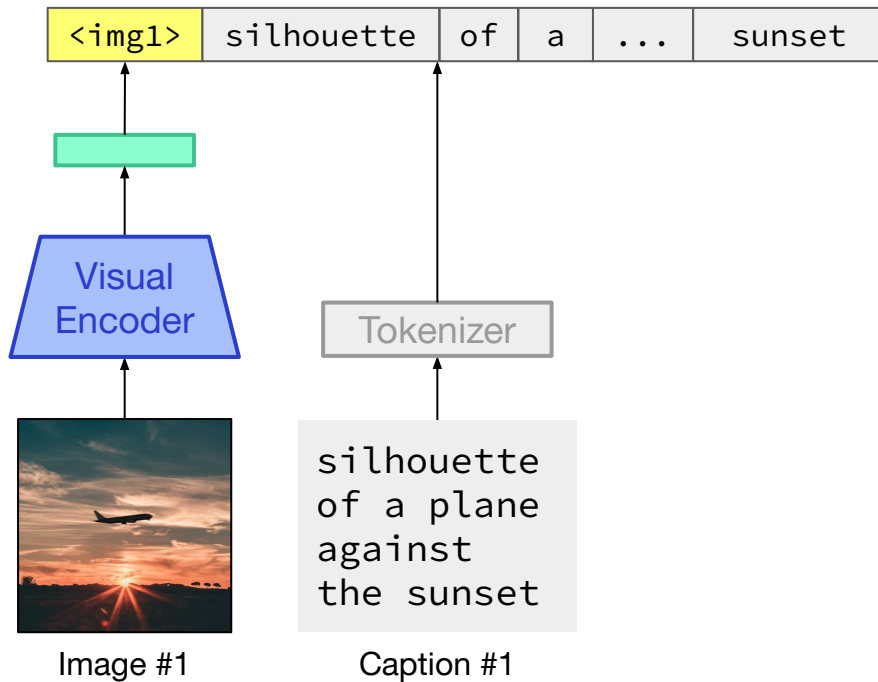 <img1> silhouette of a ... sunset
Visual
Encoder
Tokenizer
silhouette
of a plane
against
the sunset
Image #1
Caption #1